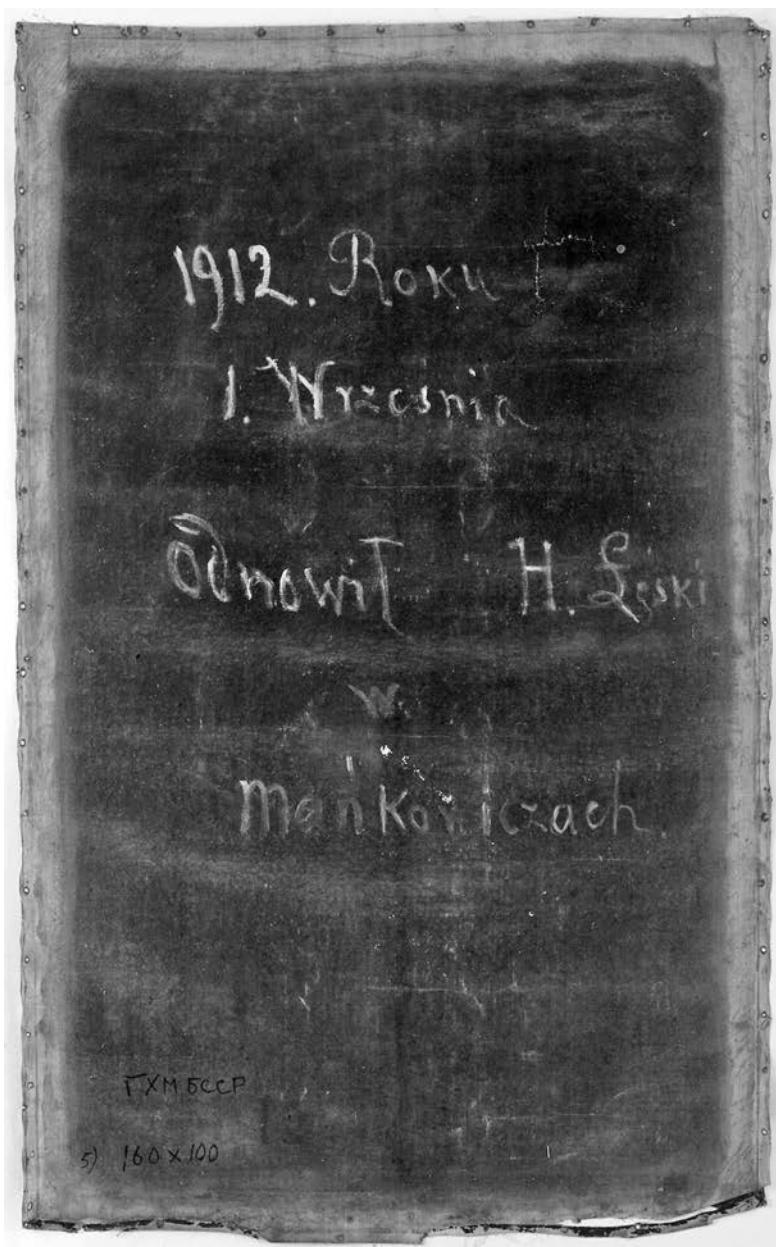 1912. Roku
1. Września
Odnowił H. Łęski
w.
Mańkowiczach.
ГХМ БССР
5) 160 x 100